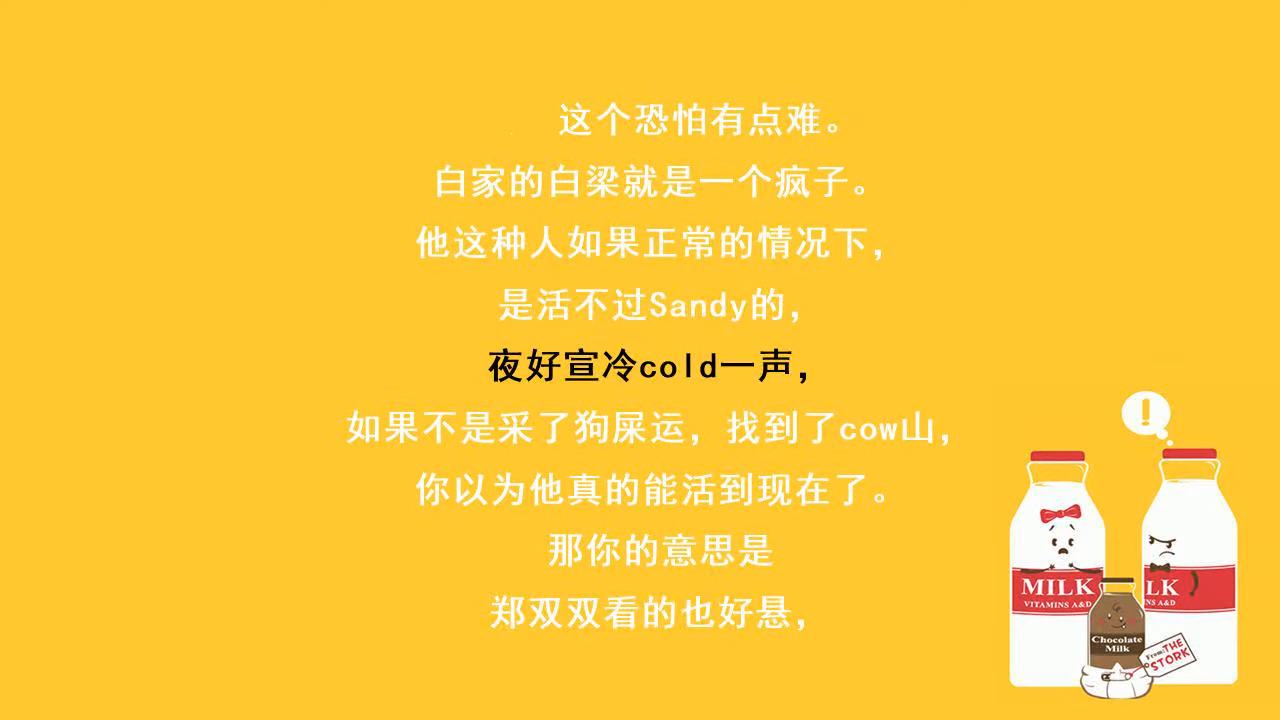 这个恐怕有点难。
白家的白梁就是一个疯子。
他这种人如果正常的情况下，
是活不过Sandy的，
夜好宣冷cold一声，
如果不是采了狗屎运，找到了cow山，
你以为他真的能活到现在了。
那你的意思是
郑双双看的也好悬，
!
MILK
VITAMINS A&D
LK
NS A&D
Chocolate
Milk
From: THE
STORK